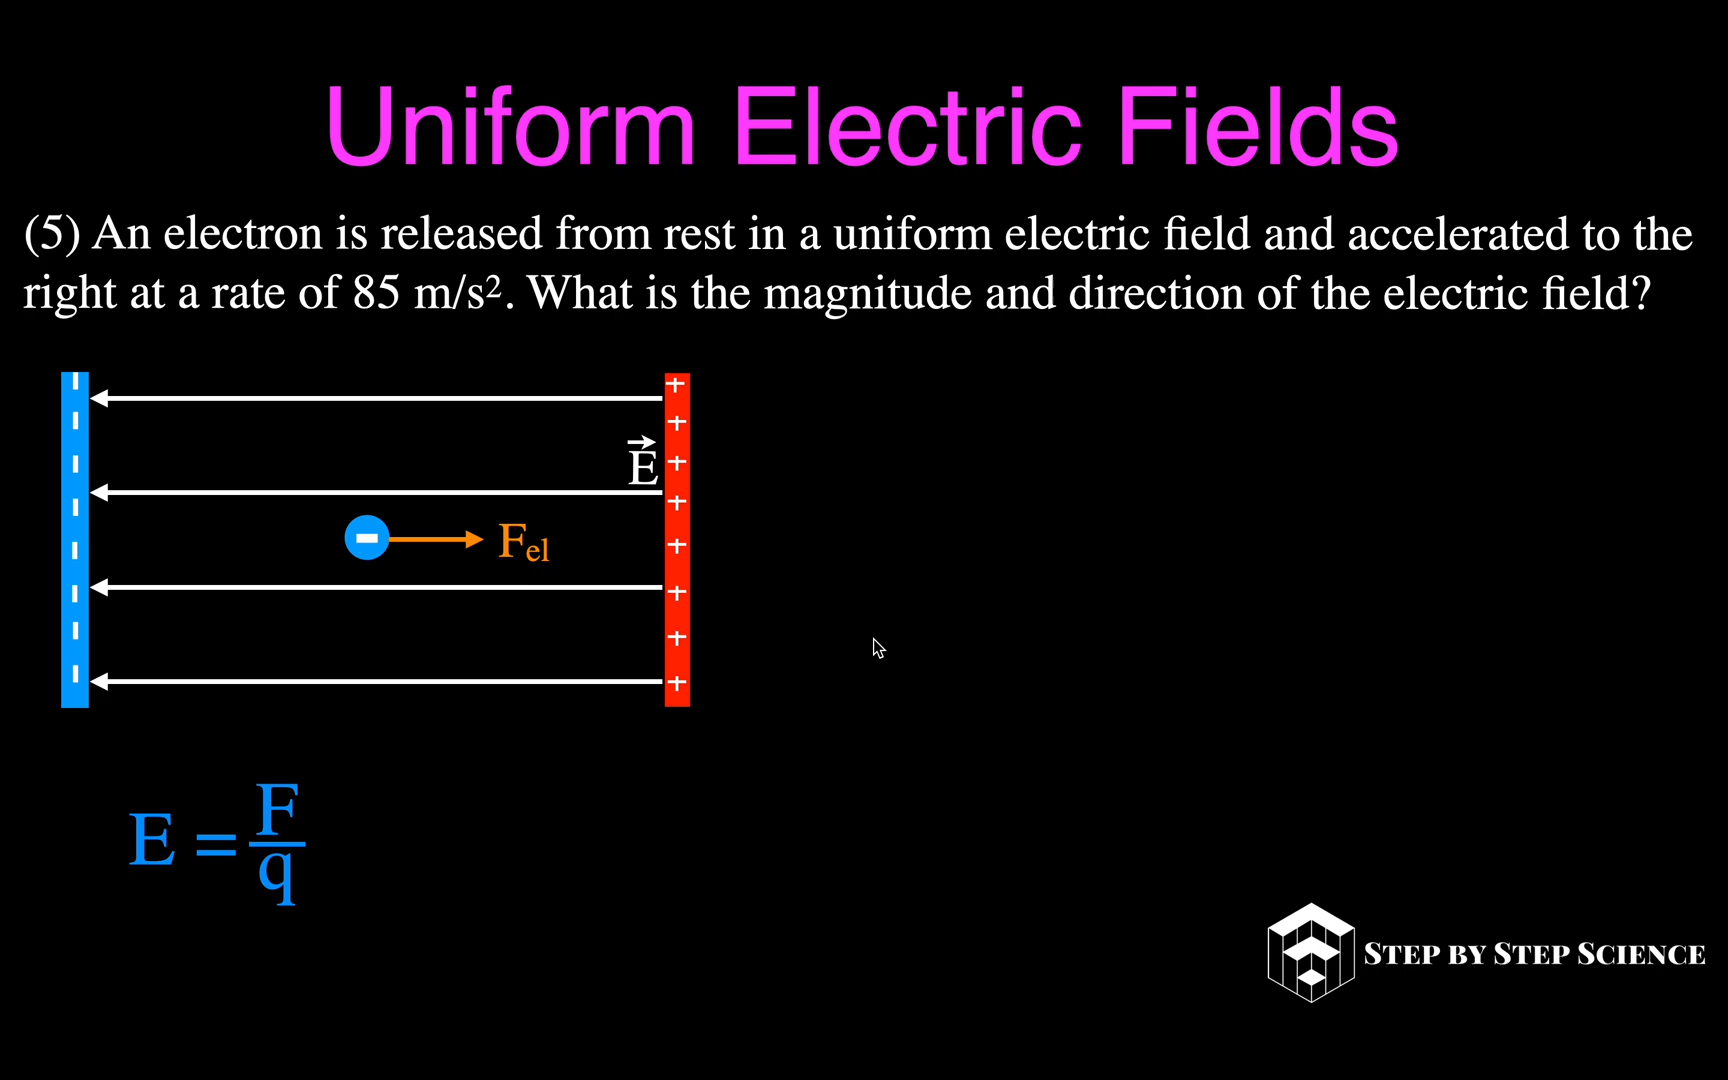 Uniform Electric Fields
(5) An electron is released from rest in a uniform electric field and accelerated to the
right at a rate of 85 m/s². What is the magnitude and direction of the electric field?
E⃗
F_el
E = F/q
STEP BY STEP SCIENCE